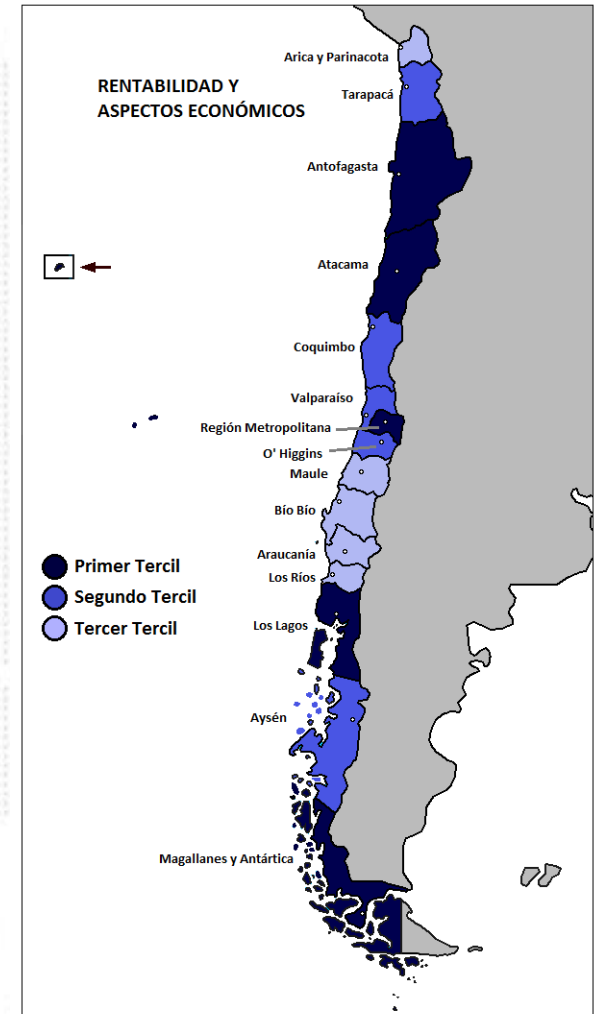 RENTABILIDAD Y
ASPECTOS ECONÓMICOS
Arica y Parinacota
Tarapacá
Antofagasta
Atacama
Coquimbo
Valparaíso
Región Metropolitana
O' Higgins
Maule
Bío Bío
Araucanía
Los Ríos
Los Lagos
Aysén
Magallanes y Antártica
Primer Tercil
Segundo Tercil
Tercer Tercil